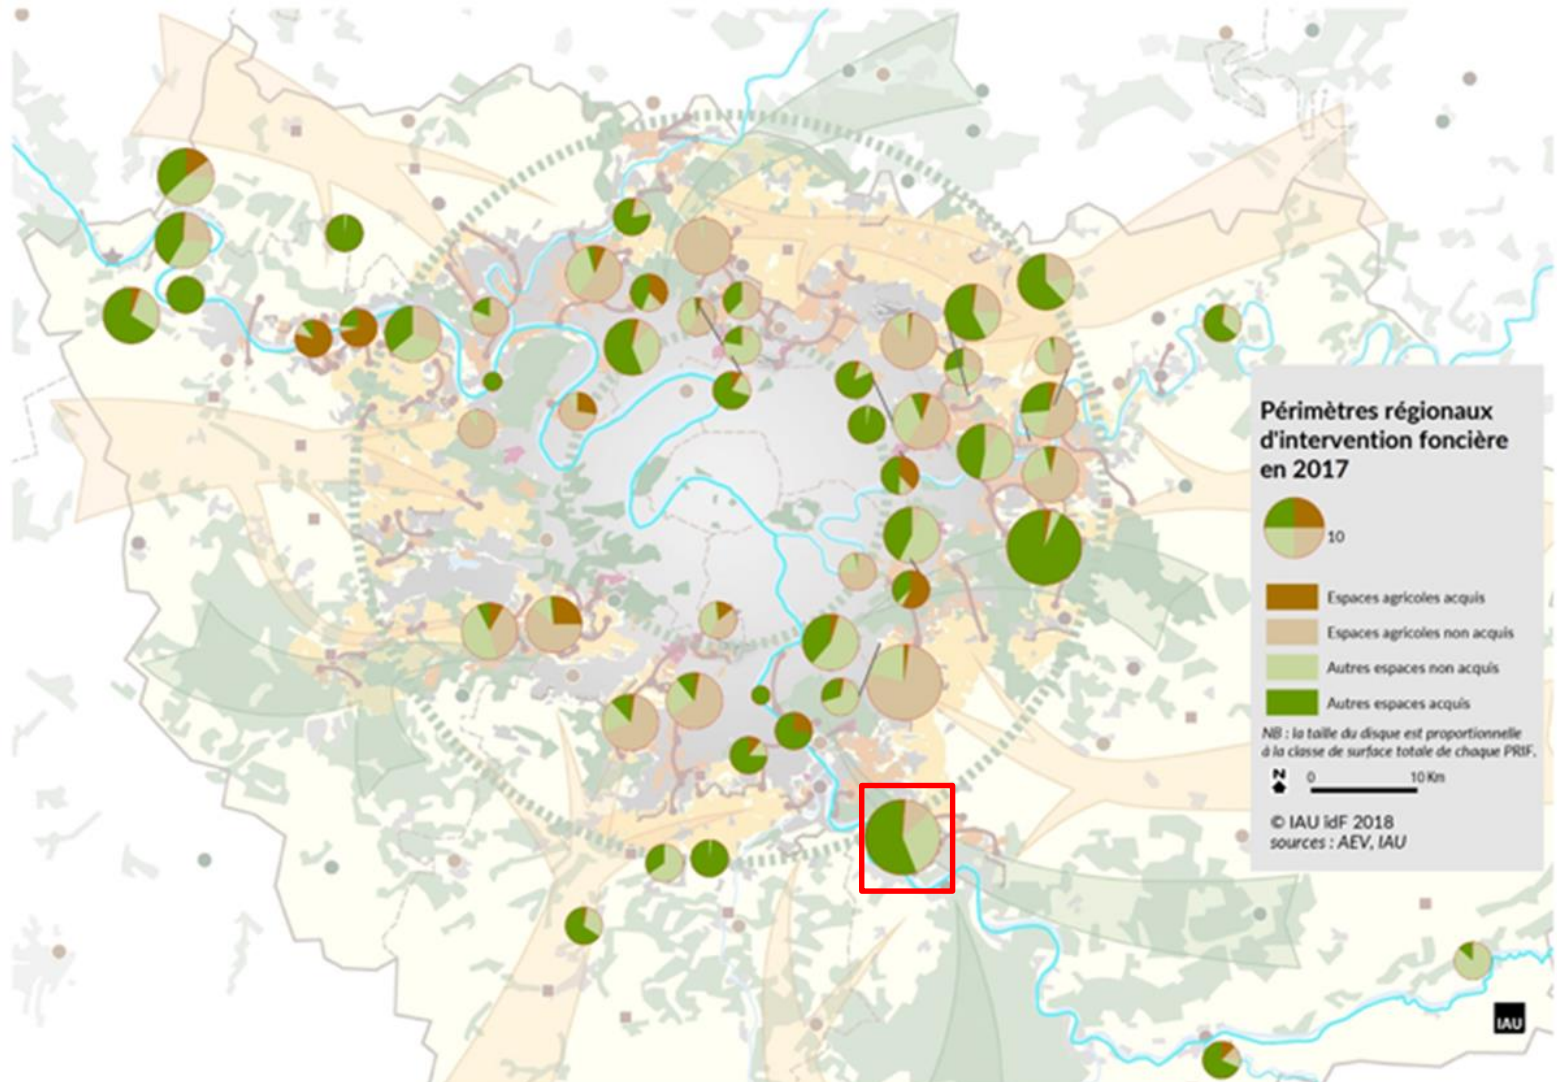 Périmètres régionaux
d'intervention foncière
en 2017
10
Espaces agricoles acquis
Espaces agricoles non acquis
Autres espaces non acquis
Autres espaces acquis
NB : la taille du disque est proportionnelle
à la classe de surface totale de chaque PRIF.
N
0 10 Km
© IAU îdF 2018
sources : AEV, IAU
IAU